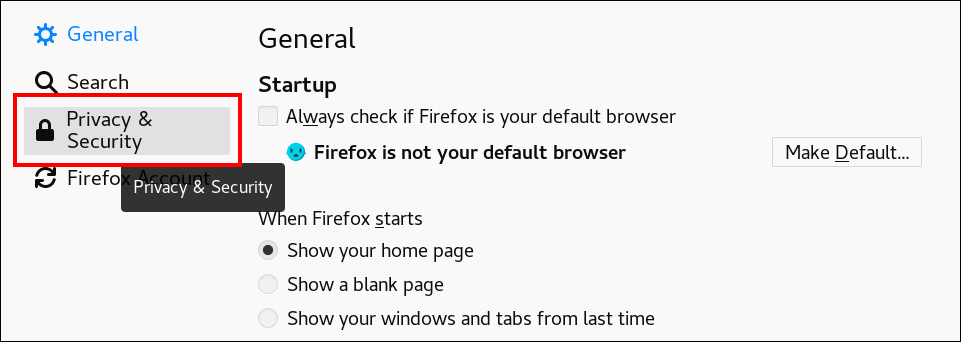 General
Search
Privacy &
Security
Firefox Account
Privacy & Security
General
Startup
Always check if Firefox is your default browser
Firefox is not your default browser
Make Default...
When Firefox starts
Show your home page
Show a blank page
Show your windows and tabs from last time